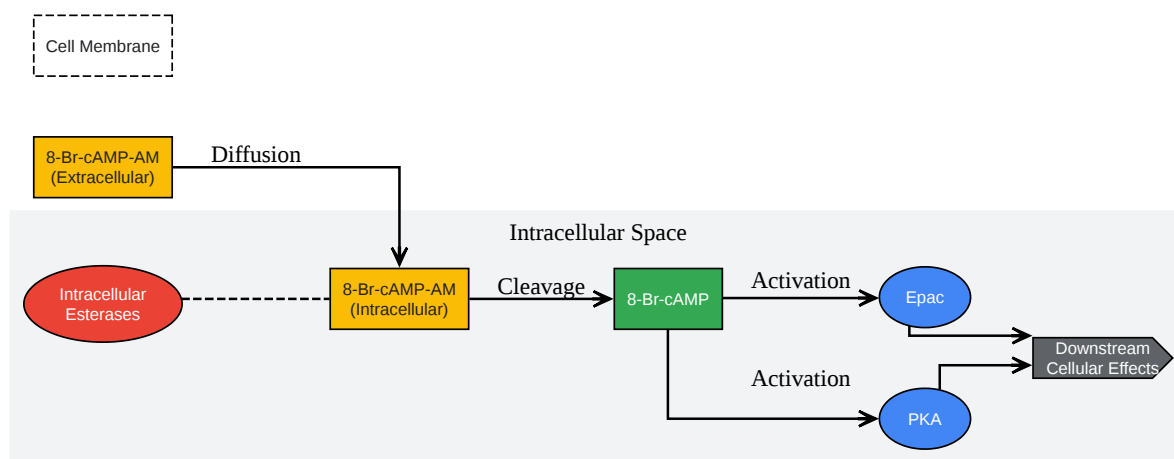 Cell Membrane
8-Br-cAMP-AM
(Extracellular)
Diffusion
Intracellular Space
Intracellular
Esterases
8-Br-cAMP-AM
(Intracellular)
Cleavage
8-Br-cAMP
Activation
Epac
Activation
PKA
Downstream
Cellular Effects